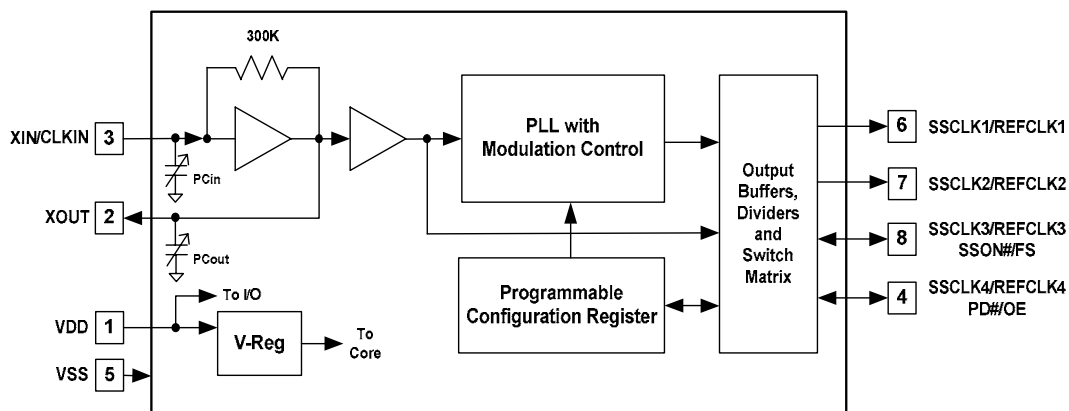 300K
XIN/CLKIN 3
PCin
XOUT 2
PCout
To I/O
VDD 1
V-Reg
To
Core
VSS 5
PLL with
Modulation Control
Programmable
Configuration Register
Output
Buffers,
Dividers
and
Switch
Matrix
6 SSCLK1/REFCLK1
7 SSCLK2/REFCLK2
8 SSCLK3/REFCLK3
SSON#/FS
4 SSCLK4/REFCLK4
PD#/OE